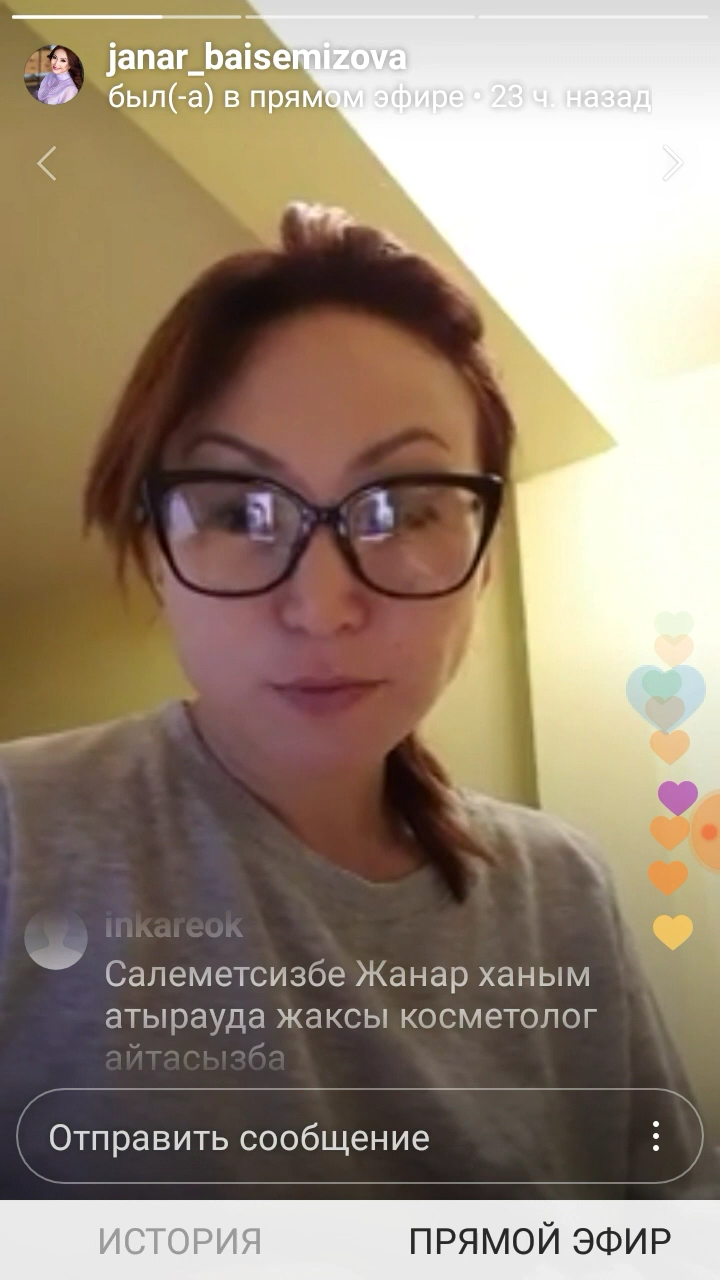 janar_baisemizova
был(-а) в прямом эфире • 23 ч. назад
inkareok
Салеметсизбе Жанар ханым
атырауда жаксы косметолог
айтасызба
Отправить сообщение
ИСТОРИЯ
ПРЯМОЙ ЭФИР